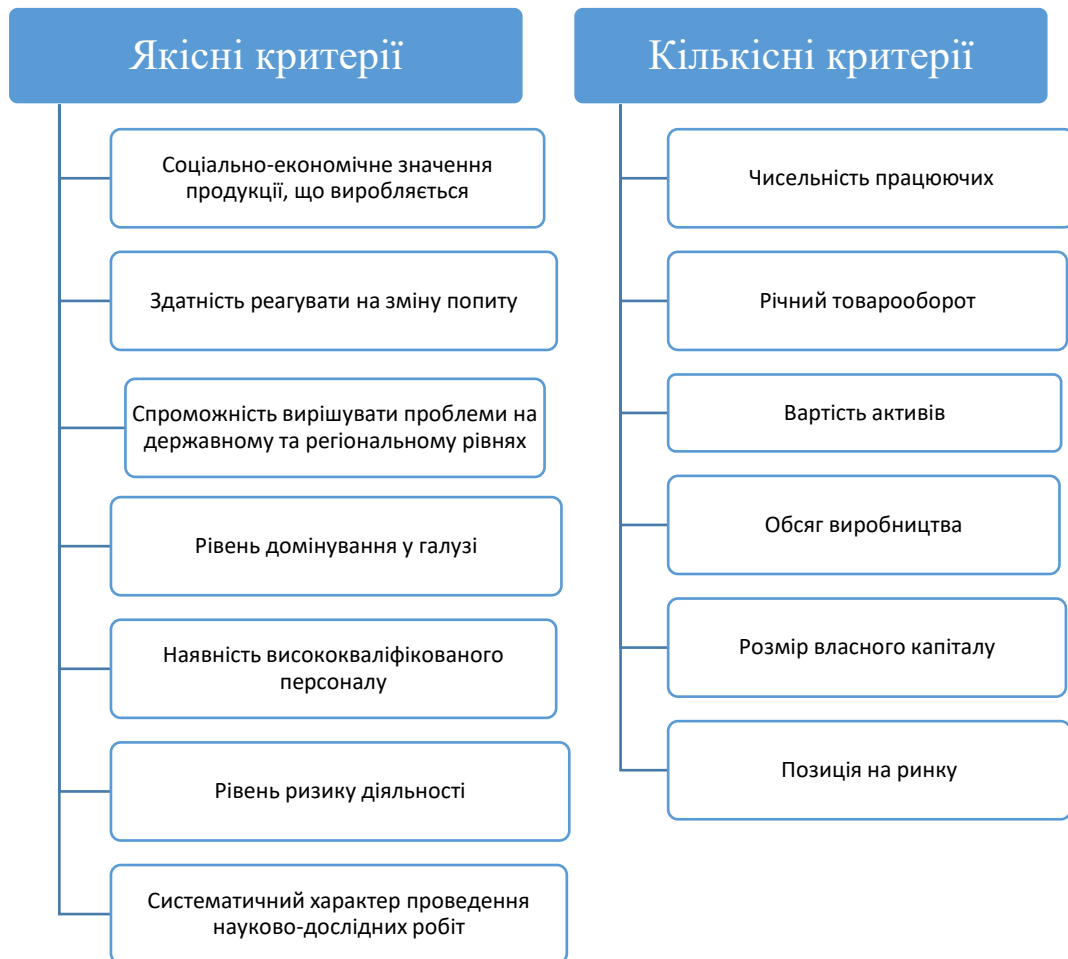 Якісні критерії
Соціально-економічне значення
продукції, що виробляється
Здатність реагувати на зміну попиту
Спроможність вирішувати проблеми на
державному та регіональному рівнях
Рівень домінування у галузі
Наявність висококваліфікованого
персоналу
Рівень ризику діяльності
Систематичний характер проведення
науково-дослідних робіт
Кількісні критерії
Чисельність працюючих
Річний товарооборот
Вартість активів
Обсяг виробництва
Розмір власного капіталу
Позиція на ринку